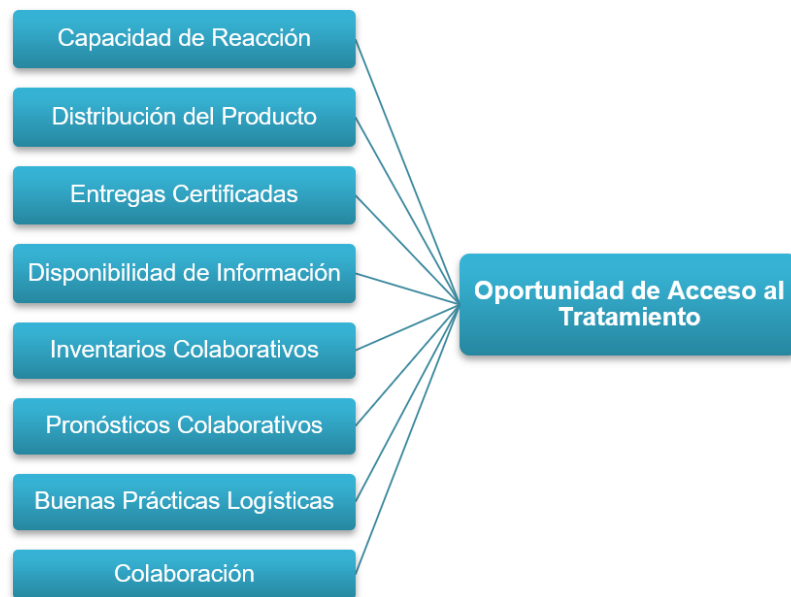 Capacidad de Reacción
Distribución del Producto
Entregas Certificadas
Disponibilidad de Información
Inventarios Colaborativos
Pronósticos Colaborativos
Buenas Prácticas Logísticas
Colaboración
Oportunidad de Acceso al
Tratamiento